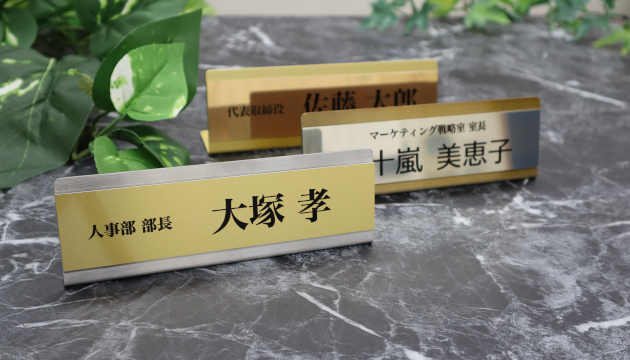 代表取締役 佐藤 太郎
マーケティング戦略室 室長
十嵐 美恵子
人事部 部長 大塚 孝